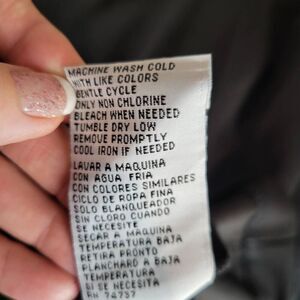 MACHINE WASH COLD
WITH LIKE COLORS
GENTLE CYCLE
ONLY NON CHLORINE
BLEACH WHEN NEEDED
TUMBLE DRY LOW
REMOVE PROMPTLY
COOL IRON IF NEEDED
LAVAR A MAQUINA
CON AGUA FRIA
CON COLORES SIMILARES
CICLO DE ROPA FINA
SOLO BLANQUEADOR
SIN CLORO CUANDO
SE NECESITE
SECAR A MAQUINA
TEMPERATURA BAJA
RETIRA PRONTO
PLANCHAR A BAJA
TEMPERATURA
SI SE NECESITA
RN 74737